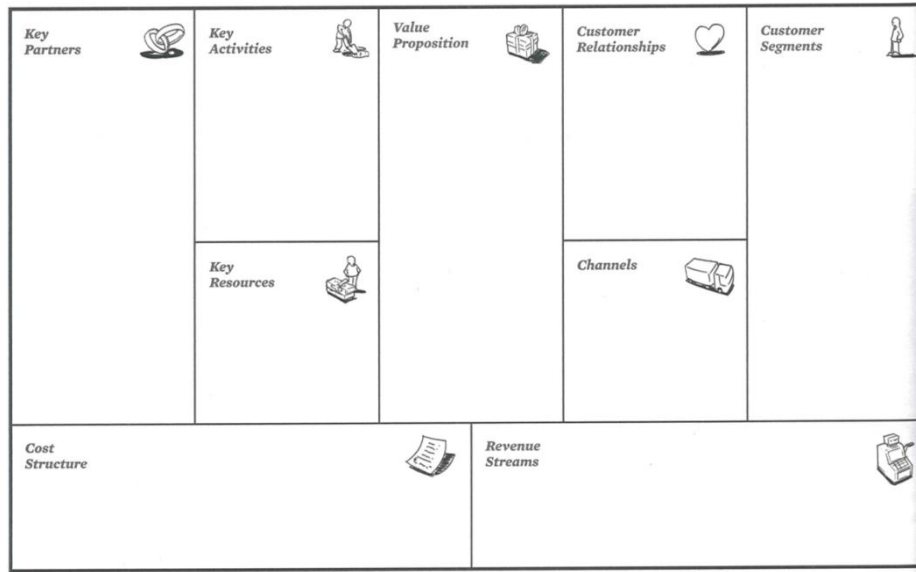 Key
Partners
Key
Activities
Value
Proposition
Customer
Relationships
Customer
Segments
Key
Resources
Channels
Cost
Structure
Revenue
Streams